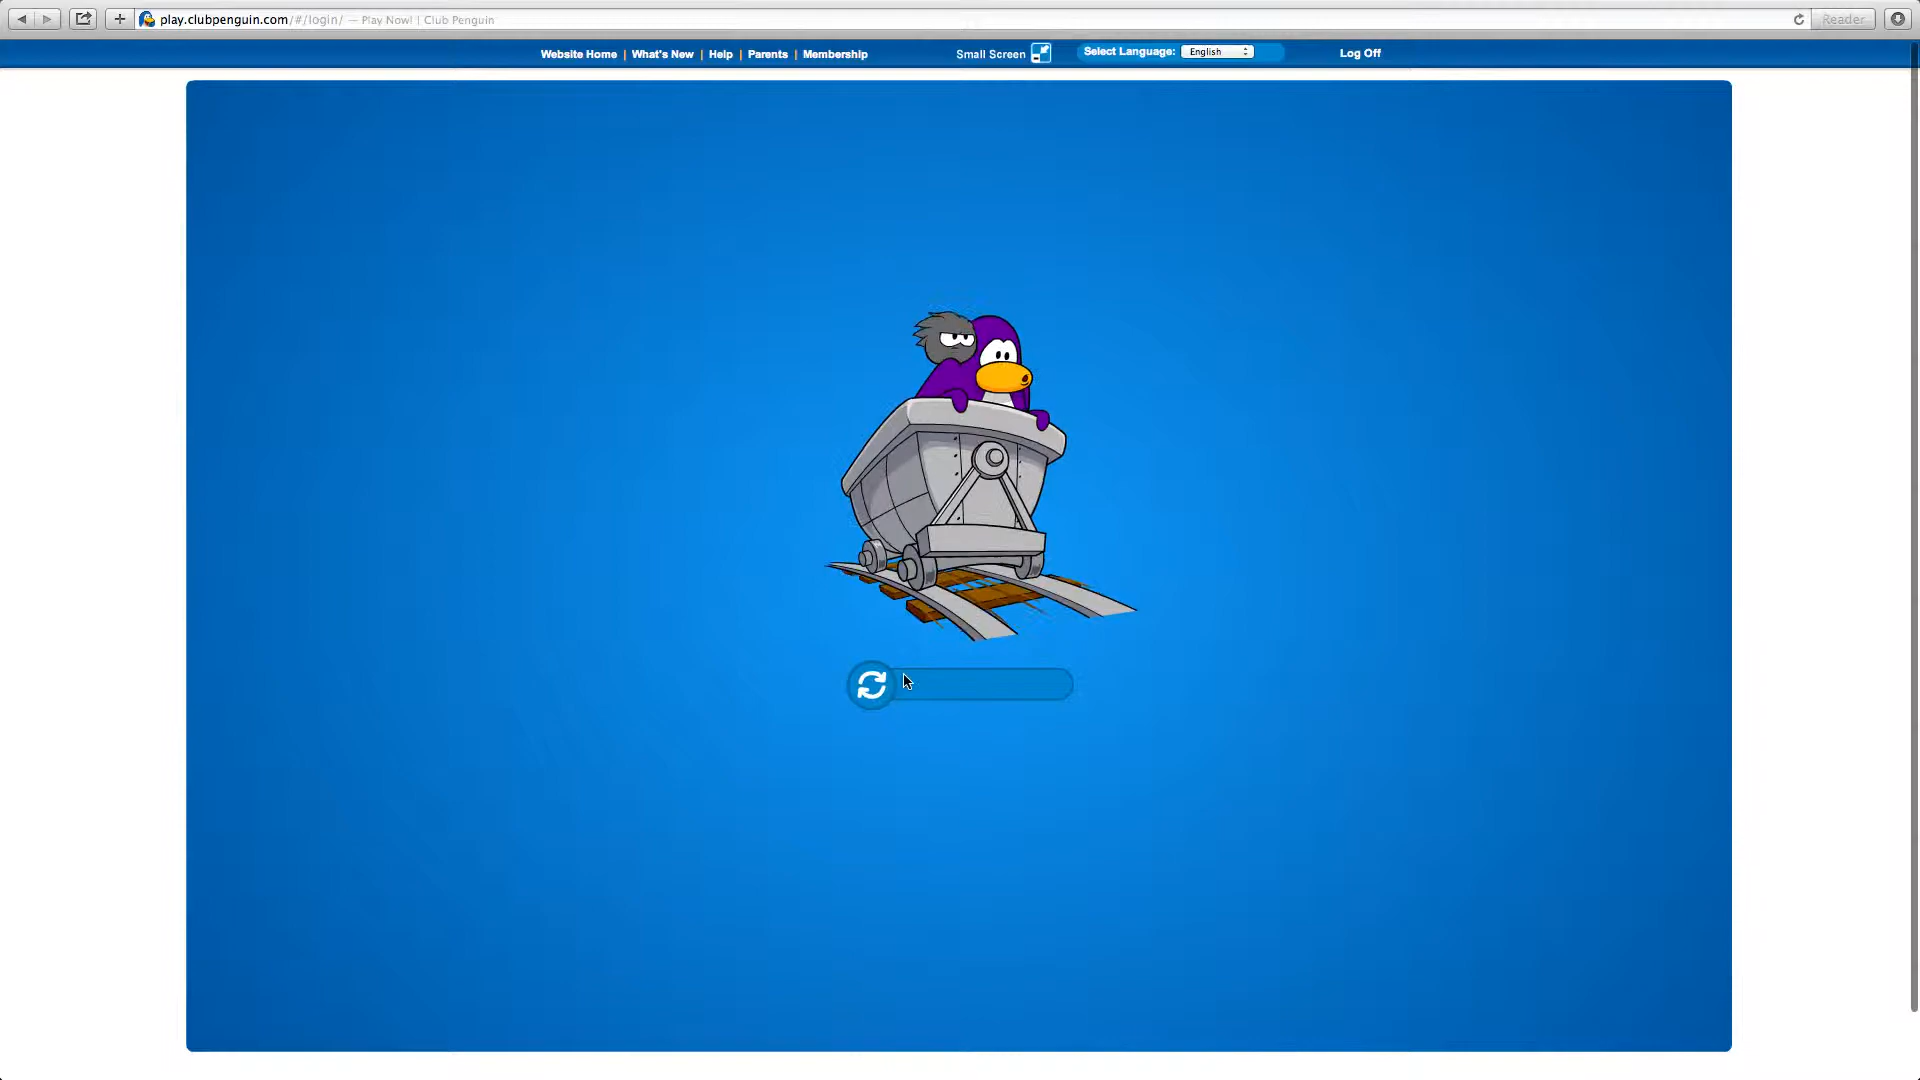 play.clubpenguin.com/#/login/ — Play Now! | Club Penguin
Reader
Website Home | What's New | Help | Parents | Membership
Small Screen
Select Language: English
Log Off